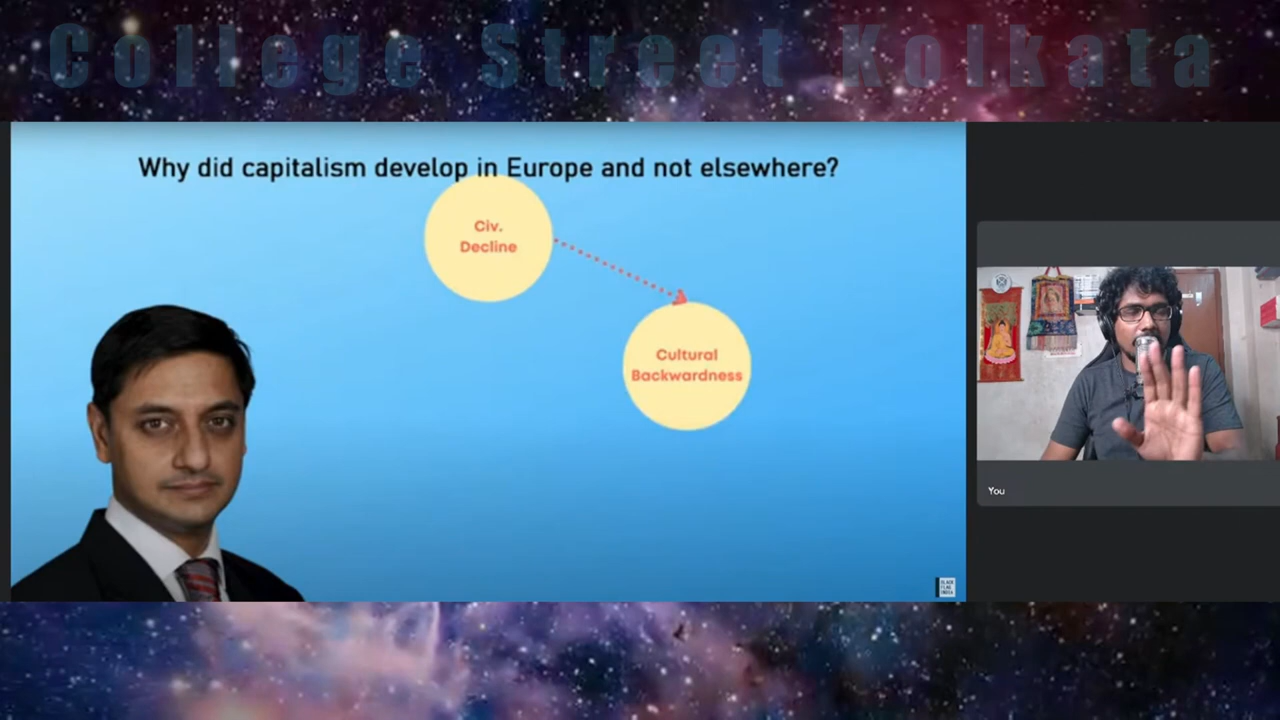 College Street Kolkata
Why did capitalism develop in Europe and not elsewhere?
Civ.
Decline
Cultural
Backwardness
You